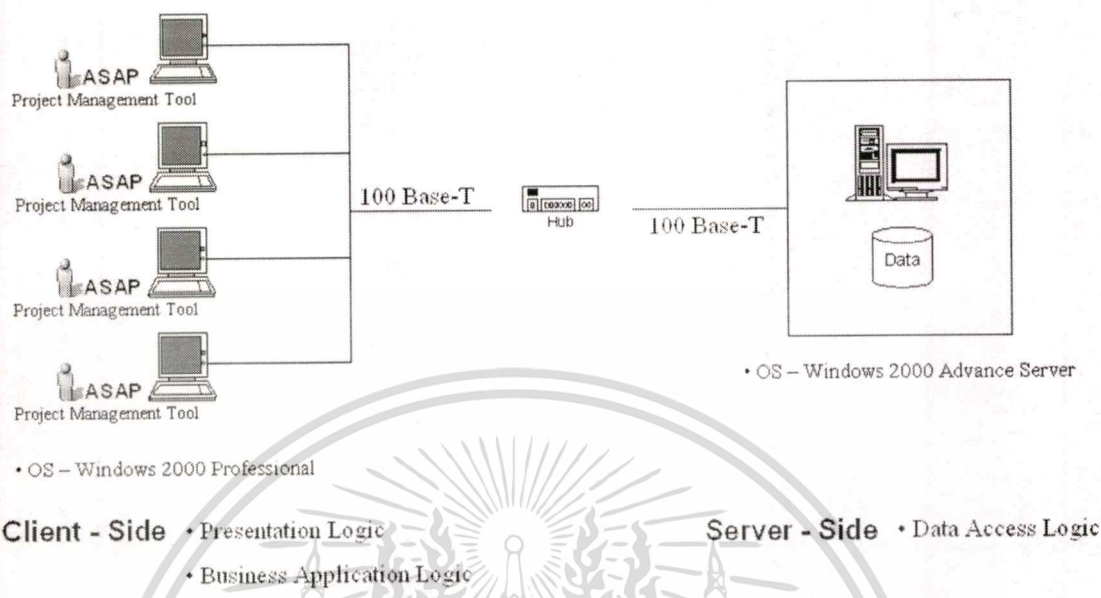 ASAP
Project Management Tool
ASAP
Project Management Tool
ASAP
Project Management Tool
ASAP
Project Management Tool
• OS – Windows 2000 Professional
100 Base-T
Hub
100 Base-T
Data
• OS – Windows 2000 Advance Server
Client - Side • Presentation Logic
• Business Application Logic
Server - Side • Data Access Logic